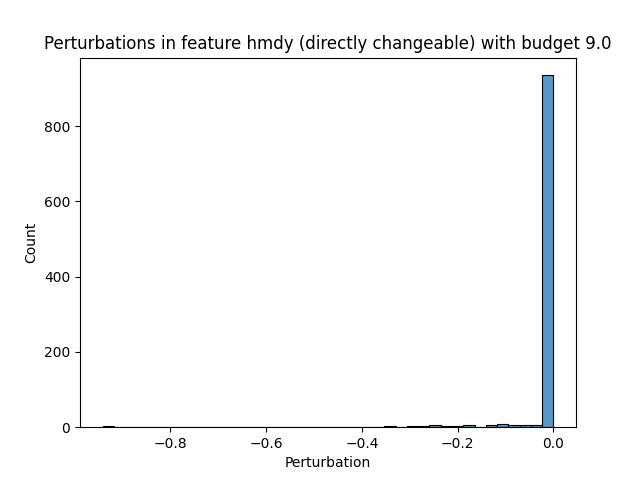 Perturbations in feature hmdy (directly changeable) with budget 9.0
Count
800
600
400
200
0
−0.8 −0.6 −0.4 −0.2 0.0
Perturbation